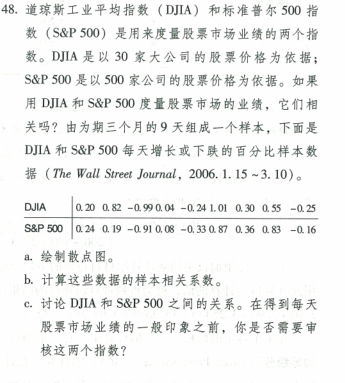 48. 道琼斯工业平均指数（DJIA）和标准普尔 500 指
数（S&P 500）是用来度量股票市场业绩的两个指
数。DJIA 是以 30 家大公司的股票价格为依据；
S&P 500 是以 500 家公司的股票价格为依据。如果
用 DJIA 和 S&P 500 度量股票市场的业绩，它们相
关吗？由为期三个月的 9 天组成一个样本，下面是
DJIA 和 S&P 500 每天增长或下跌的百分比样本数
据（The Wall Street Journal，2006.1.15 ~ 3.10）。
DJIA 0.20 0.82 -0.99 0.04 -0.24 1.01 0.30 0.55 -0.25
S&P 500 0.24 0.19 -0.91 0.08 -0.33 0.87 0.36 0.83 -0.16
a. 绘制散点图。
b. 计算这些数据的样本相关系数。
c. 讨论 DJIA 和 S&P 500 之间的关系。在得到每天
股票市场业绩的一般印象之前，你是否需要审
核这两个指数？